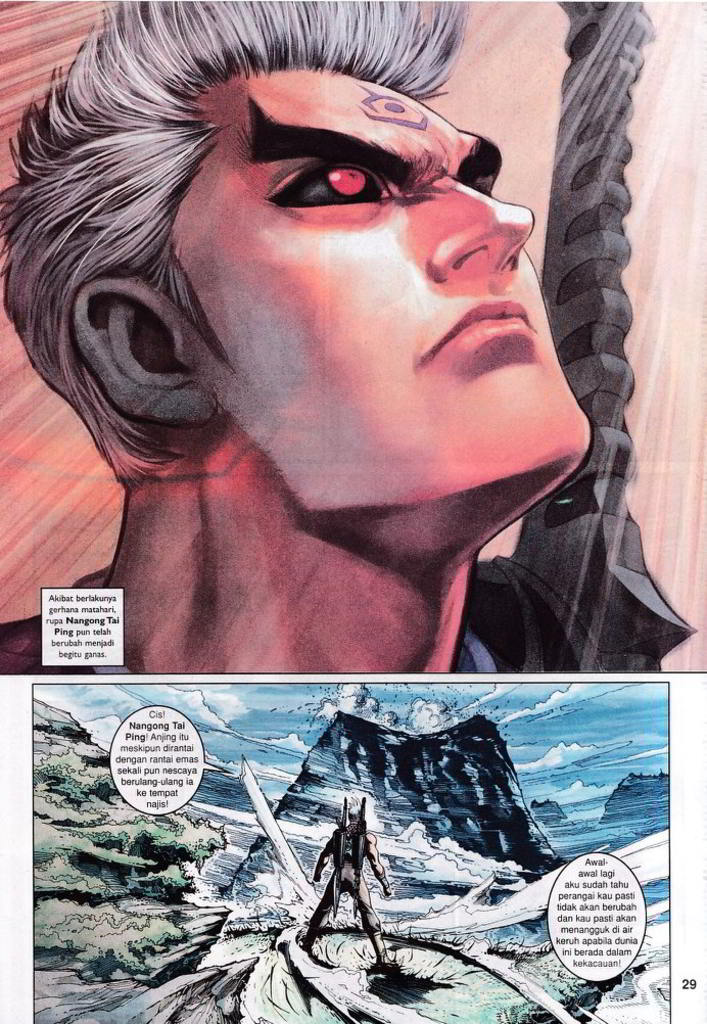 Akibat berlakunya
gerhana matahari,
rupa Nangong Tai
Ping pun telah
berubah menjadi
begitu ganas.
Cis!
Nangong Tai
Ping! Anjing itu
meskipun dirantai
dengan rantai emas
sekali pun nescaya
berulang-ulang ia
ke tempat
najis!
Awal-
awal lagi
aku sudah tahu
perangai kau pasti
tidak akan berubah
dan kau pasti akan
menangguk di air
keruh apabila dunia
ini berada dalam
kekacauan!
29